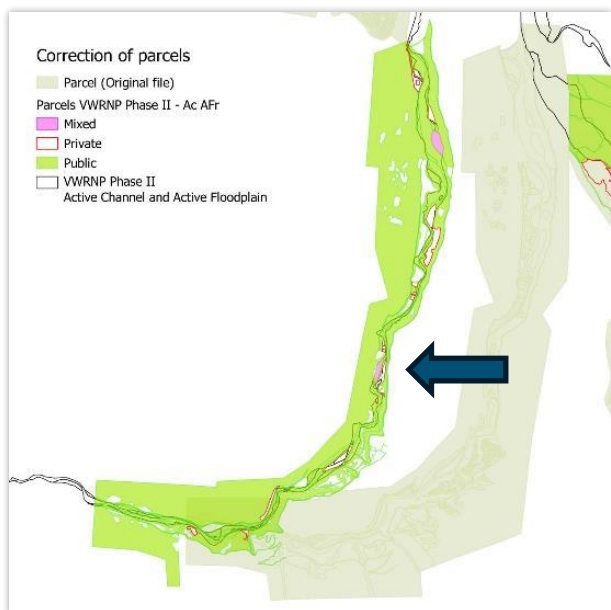 Correction of parcels
Parcel (Original file)
Parcels VWRNP Phase II - Ac AFr
Mixed
Private
Public
VWRNP Phase II
Active Channel and Active Floodplain